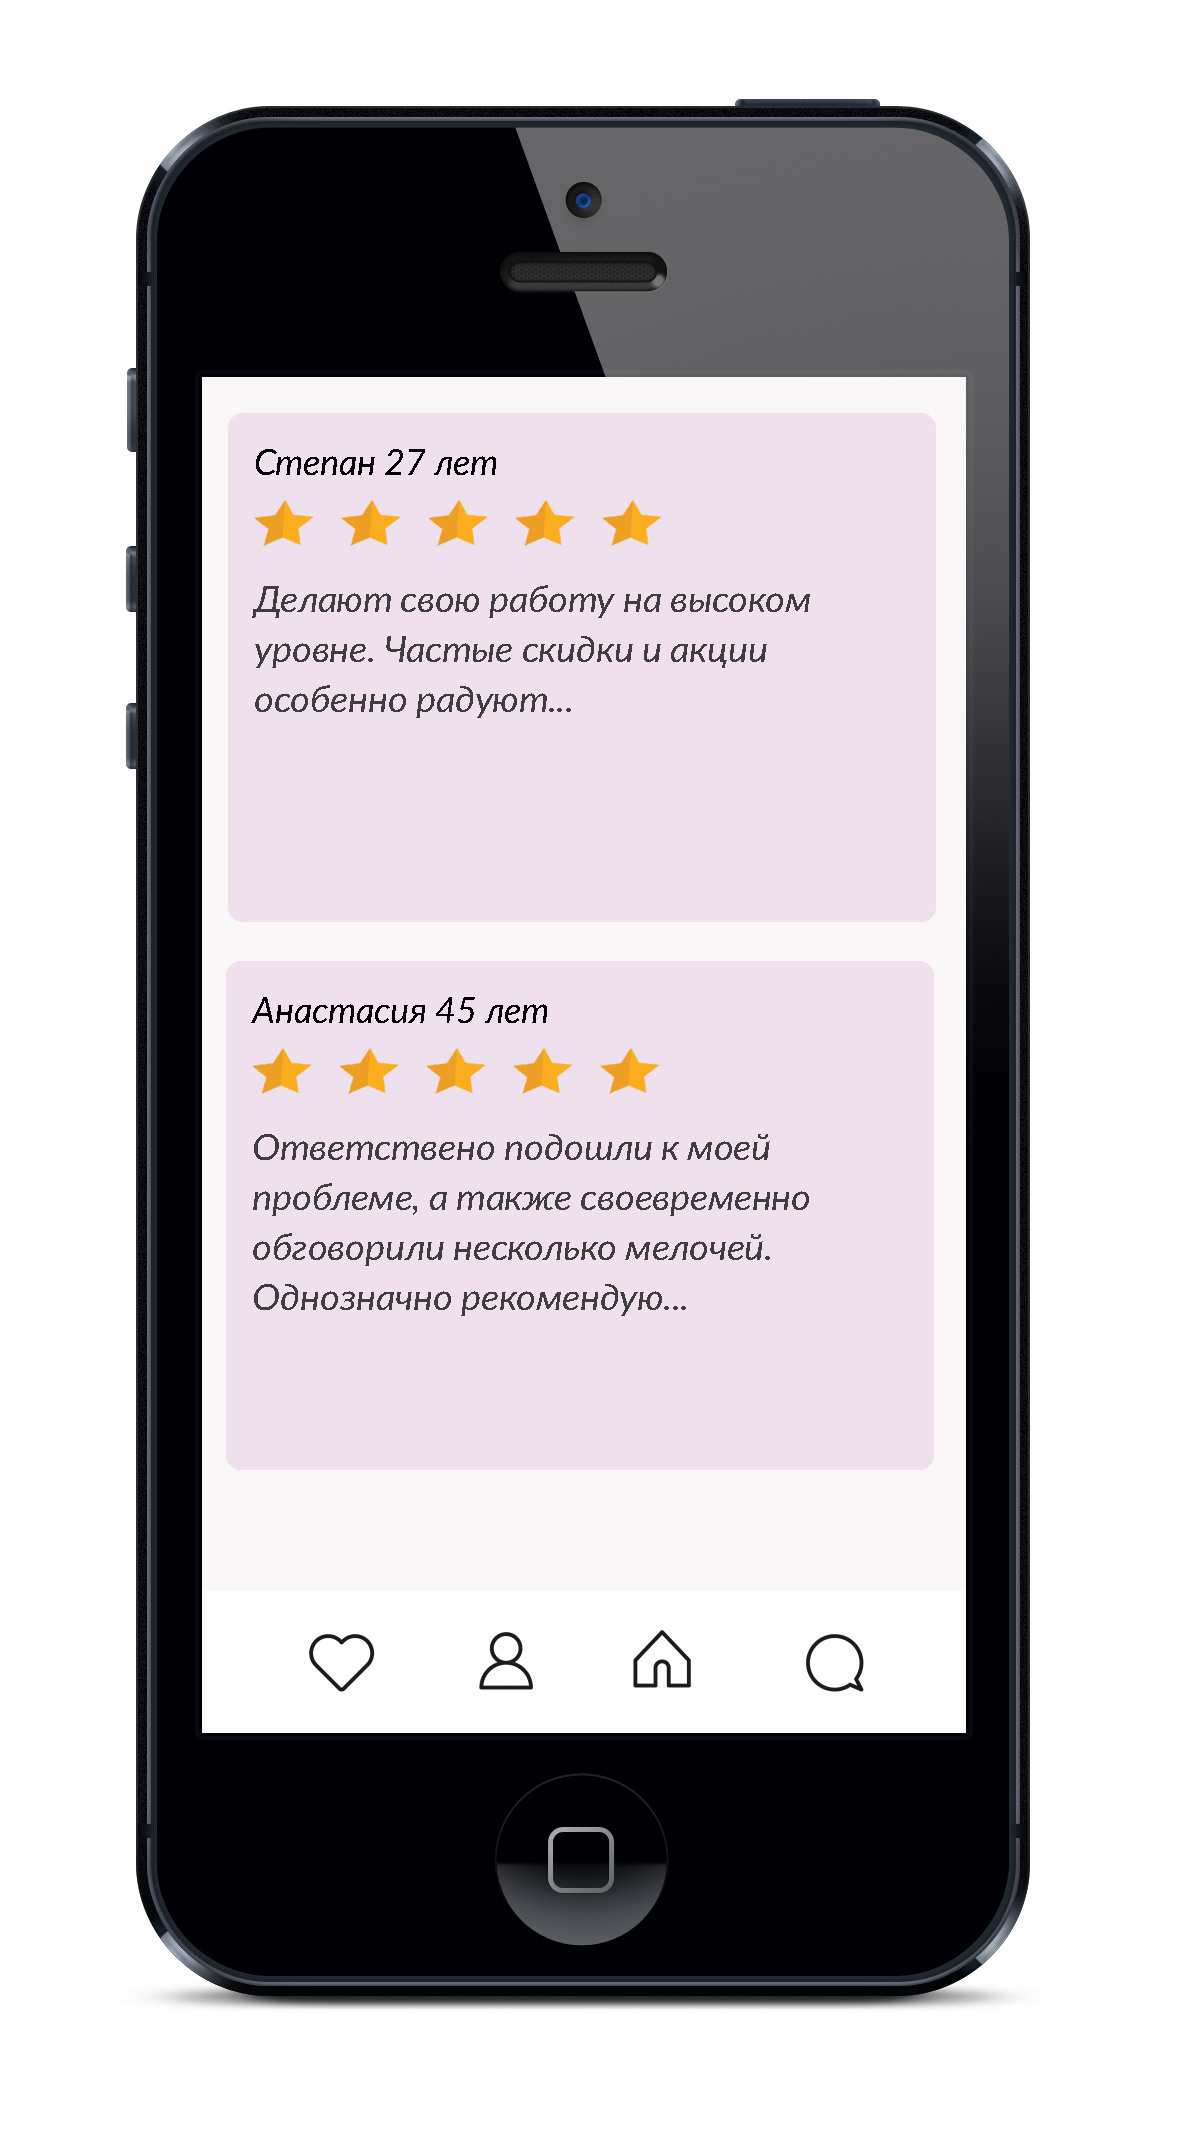 Степан 27 лет
Делают свою работу на высоком
уровне. Частые скидки и акции
особенно радуют...
Анастасия 45 лет
Ответствено подошли к моей
проблеме, а также своевременно
обговорили несколько мелочей.
Однозначно рекомендую...